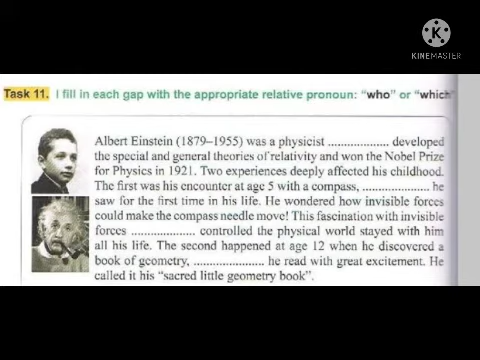 KINEMASTER
Task 11. I fill in each gap with the appropriate relative pronoun: "who" or "which"
Albert Einstein (1879–1955) was a physicist .................... developed
the special and general theories of relativity and won the Nobel Prize
for Physics in 1921. Two experiences deeply affected his childhood.
The first was his encounter at age 5 with a compass, .................... he
saw for the first time in his life. He wondered how invisible forces
could make the compass needle move! This fascination with invisible
forces .................... controlled the physical world stayed with him
all his life. The second happened at age 12 when he discovered a
book of geometry, ...................... he read with great excitement. He
called it his "sacred little geometry book".